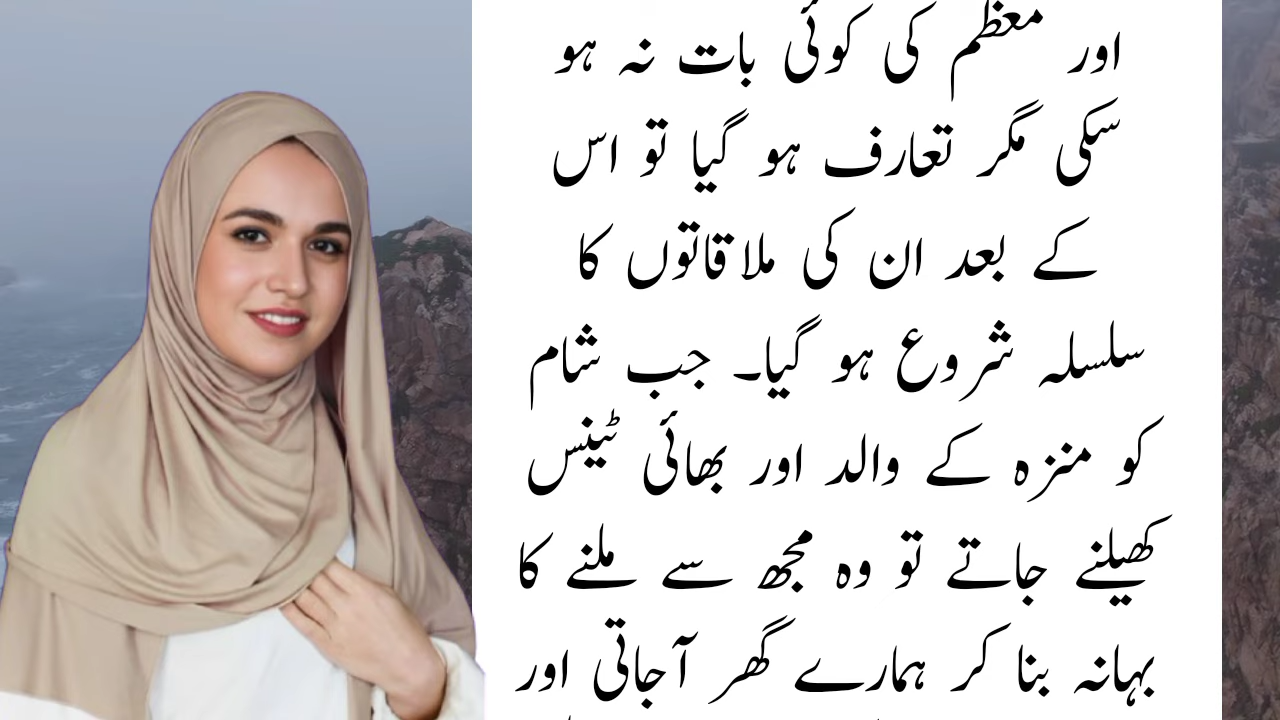 اور معظم کی کوئی بات نہ ہو
سکی مگر تعارف ہو گیا تو اس
کے بعد ان کی ملاقاتوں کا
سلسلہ شروع ہو گیا۔ جب شام
کو منزہ کے والد اور بھائی ٹینس
کھیلنے جاتے تو وہ مجھ سے ملنے کا
بہانہ بنا کر ہمارے گھر آجاتی اور